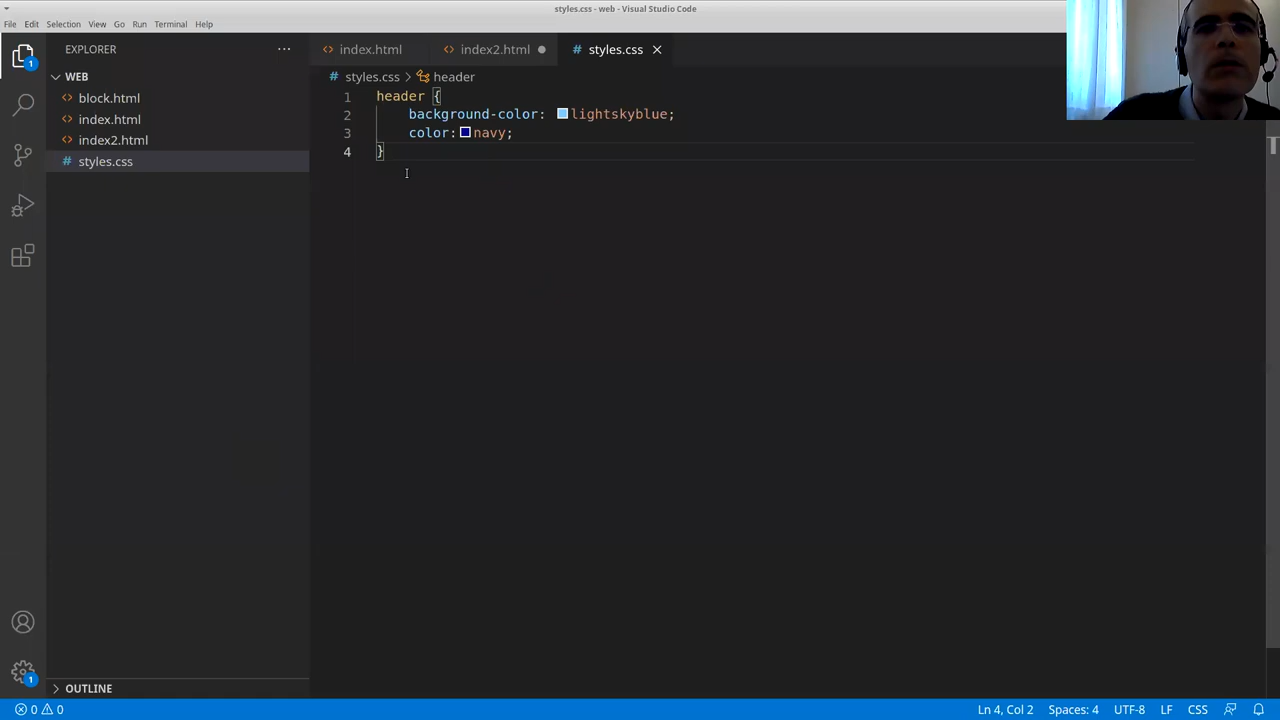 styles.css - web - Visual Studio Code
File Edit Selection View Go Run Terminal Help
EXPLORER ···
index.html index2.html styles.css
WEB
styles.css > header
block.html
index.html
index2.html
styles.css
1 header {
2 background-color: lightskyblue;
3 color: navy;
4 }
1
1
OUTLINE
0 0 Ln 4, Col 2 Spaces: 4 UTF-8 LF CSS